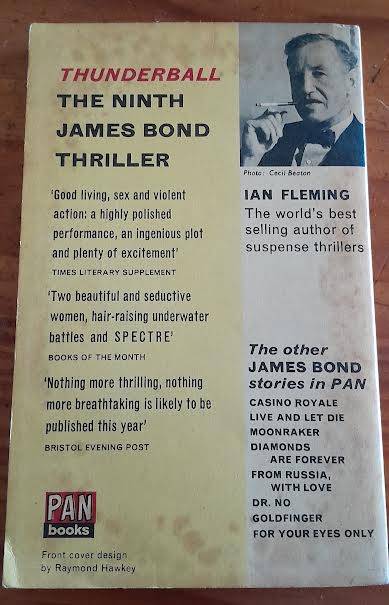 THUNDERBALL
THE NINTH
JAMES BOND
THRILLER
'Good living, sex and violent
action: a highly polished
performance, an ingenious plot
and plenty of excitement'
TIMES LITERARY SUPPLEMENT
'Two beautiful and seductive
women, hair-raising underwater
battles and SPECTRE'
BOOKS OF THE MONTH
'Nothing more thrilling, nothing
more breathtaking is likely to be
published this year'
BRISTOL EVENING POST
PAN
books
Front cover design
by Raymond Hawkey
Photo: Cecil Beaton
IAN FLEMING
The world's best
selling author of
suspense thrillers
The other
JAMES BOND
stories in PAN
CASINO ROYALE
LIVE AND LET DIE
MOONRAKER
DIAMONDS
ARE FOREVER
FROM RUSSIA,
WITH LOVE
DR. NO
GOLDFINGER
FOR YOUR EYES ONLY